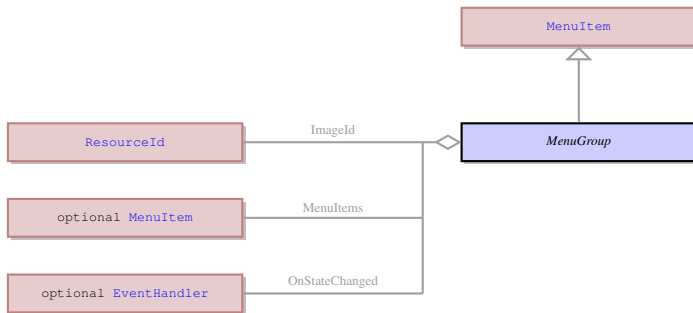 MenuItem
ImageId
ResourceId
MenuGroup
MenuItems
optional MenuItem
OnStateChanged
optional EventHandler